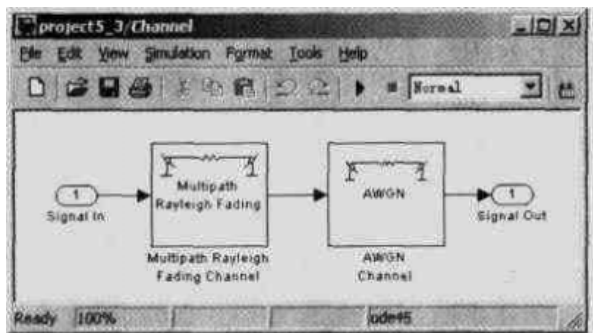 project5_3/Channel
File Edit View Simulation Format Tools Help
Normal
1
Signal In
Multipath
Rayleigh Fading
Multipath Rayleigh
Fading Channel
AWGN
AWGN
Channel
1
Signal Out
Ready 100% ode45